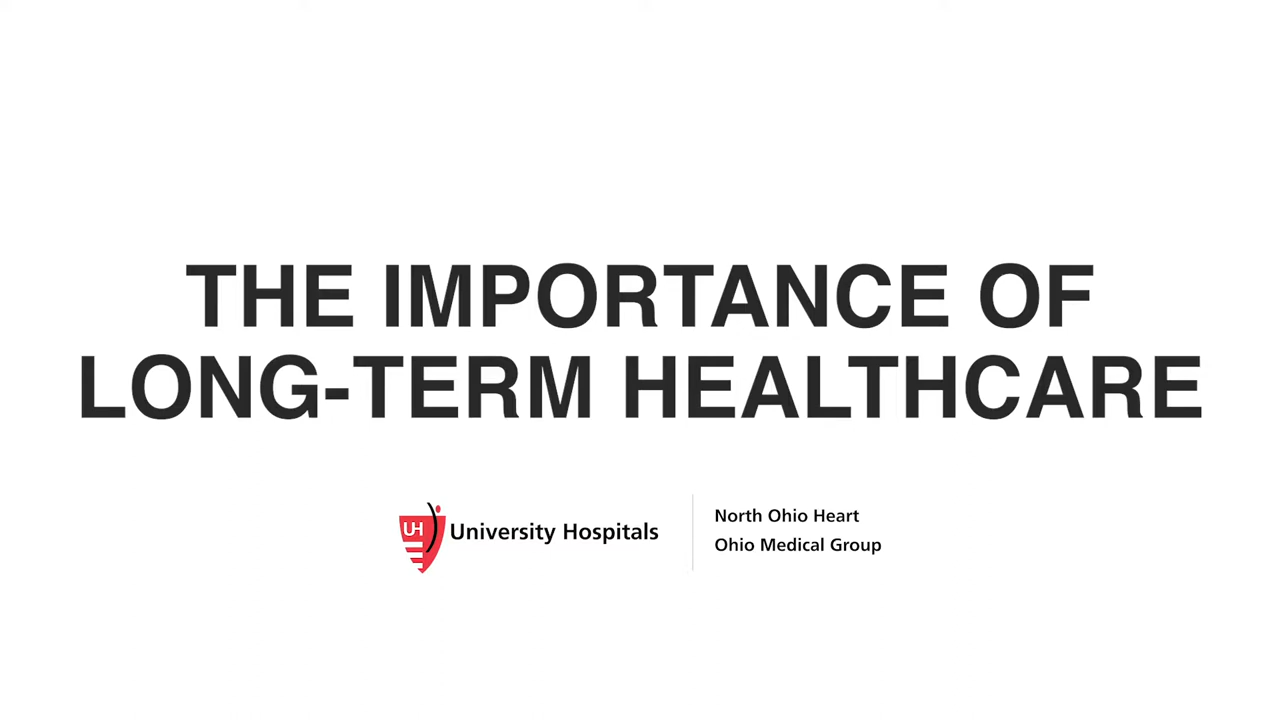 THE IMPORTANCE OF
LONG-TERM HEALTHCARE
UH University Hospitals
North Ohio Heart
Ohio Medical Group